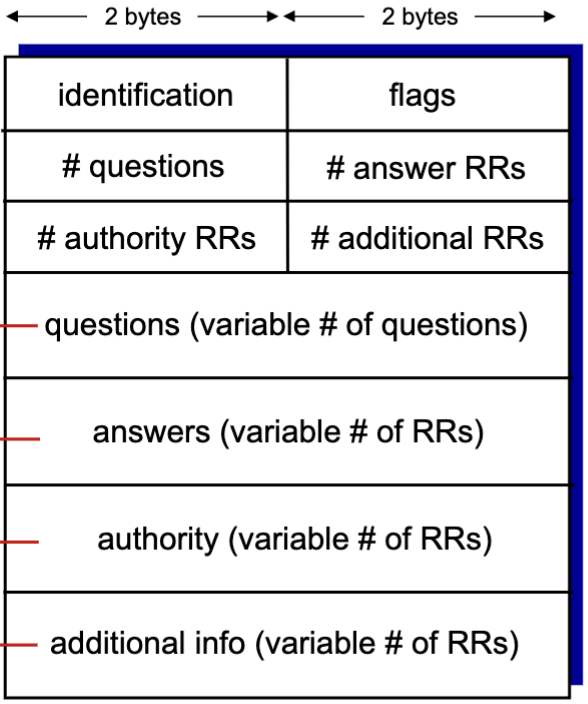 2 bytes 2 bytes
identification flags
# questions # answer RRs
# authority RRs # additional RRs
questions (variable # of questions)
answers (variable # of RRs)
authority (variable # of RRs)
additional info (variable # of RRs)